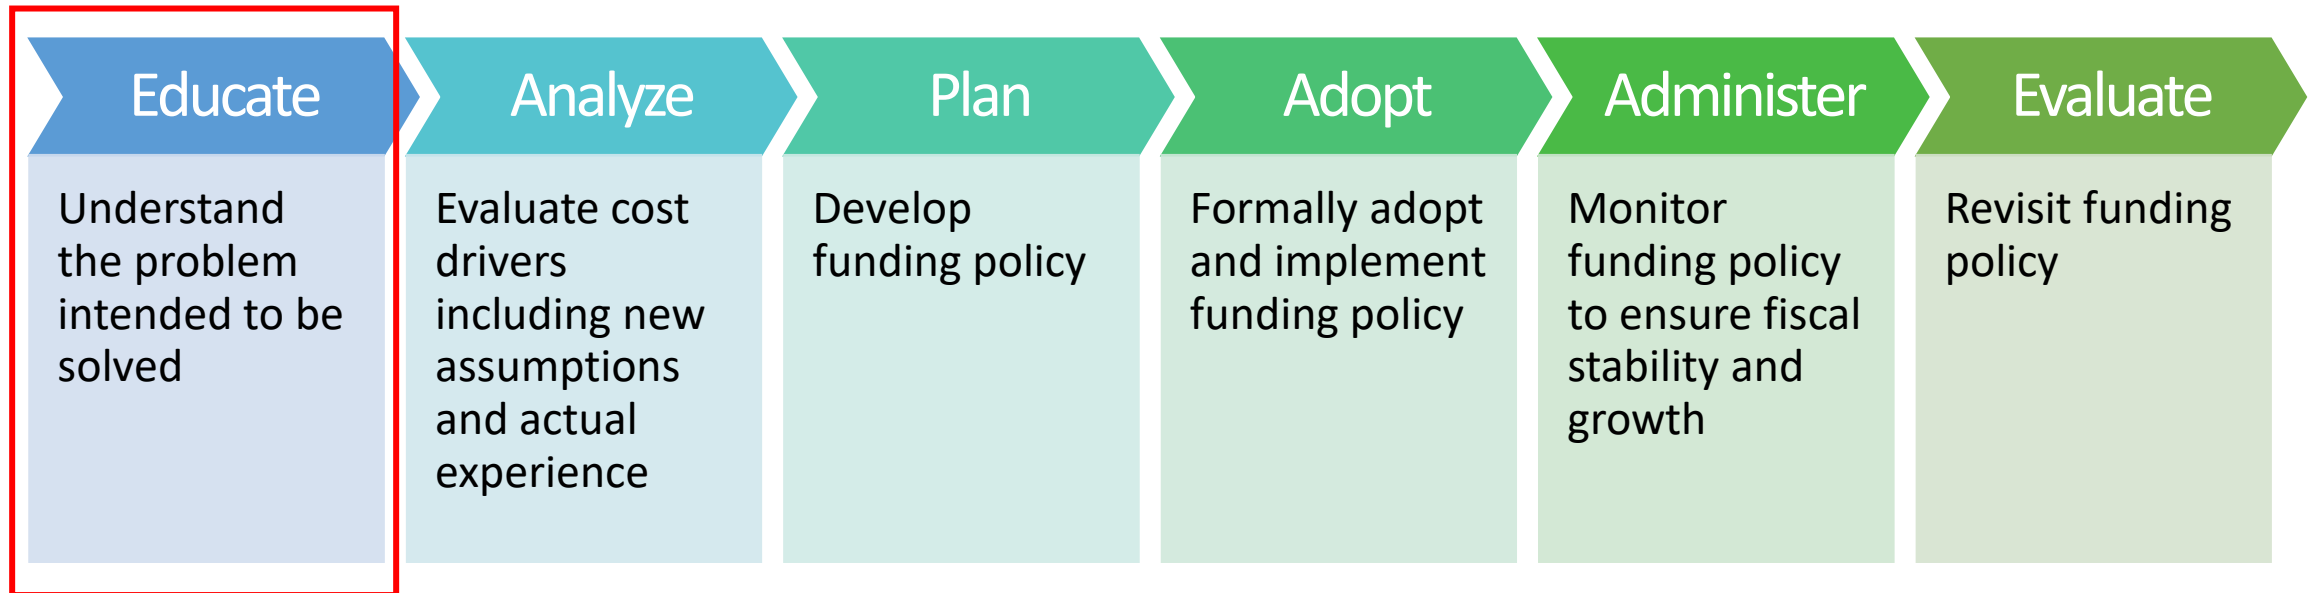 Educate
Understand
the problem
intended to be
solved
Analyze
Evaluate cost
drivers
including new
assumptions
and actual
experience
Plan
Develop
funding policy
Adopt
Formally adopt
and implement
funding policy
Administer
Monitor
funding policy
to ensure fiscal
stability and
growth
Evaluate
Revisit funding
policy